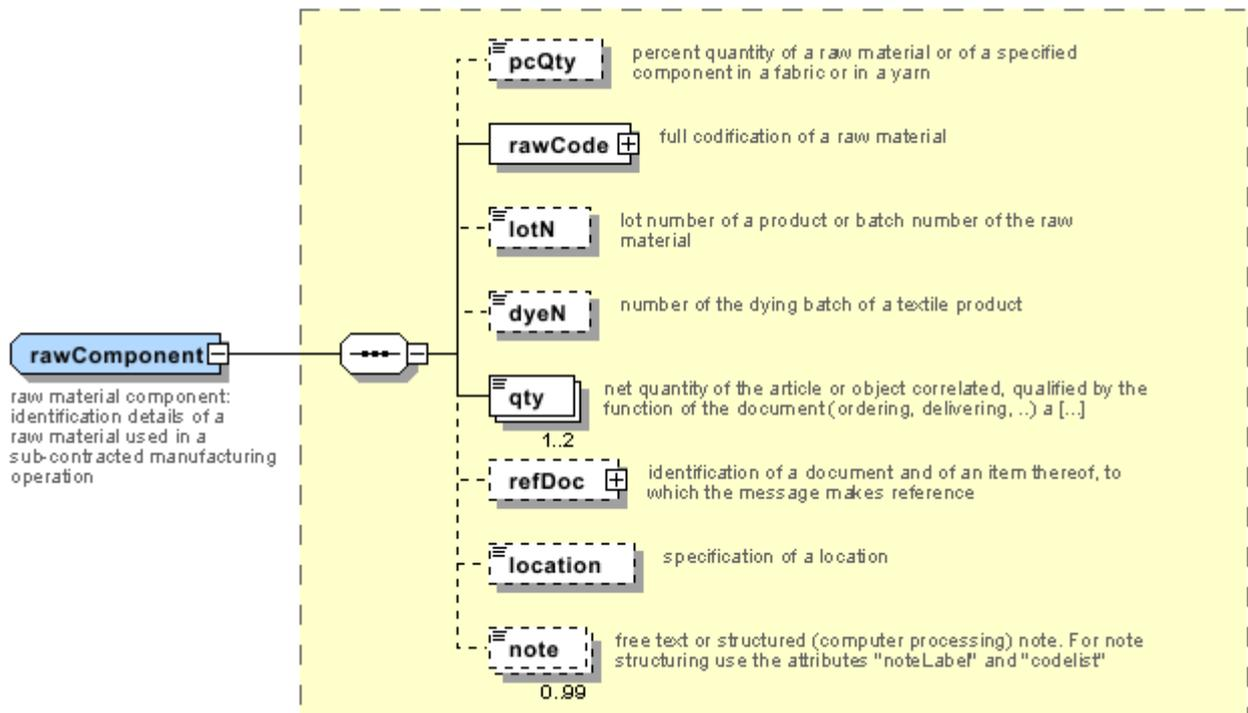 pcQty
percent quantity of a raw material or of a specified
component in a fabric or in a yarn
rawCode
full codification of a raw material
lotN
lot number of a product or batch number of the raw
material
dyeN
number of the dying batch of a textile product
rawComponent
raw material component:
identification details of a
raw material used in a
sub-contracted manufacturing
operation
qty
net quantity of the article or object correlated, qualified by the
function of the document (ordering, delivering, ..) a [..]
1..2
refDoc
identification of a document and of an item thereof, to
which the message makes reference
location
specification of a location
note
free text or structured (computer processing) note. For note
structuring use the attributes "noteLabel" and "codelist"
0..99